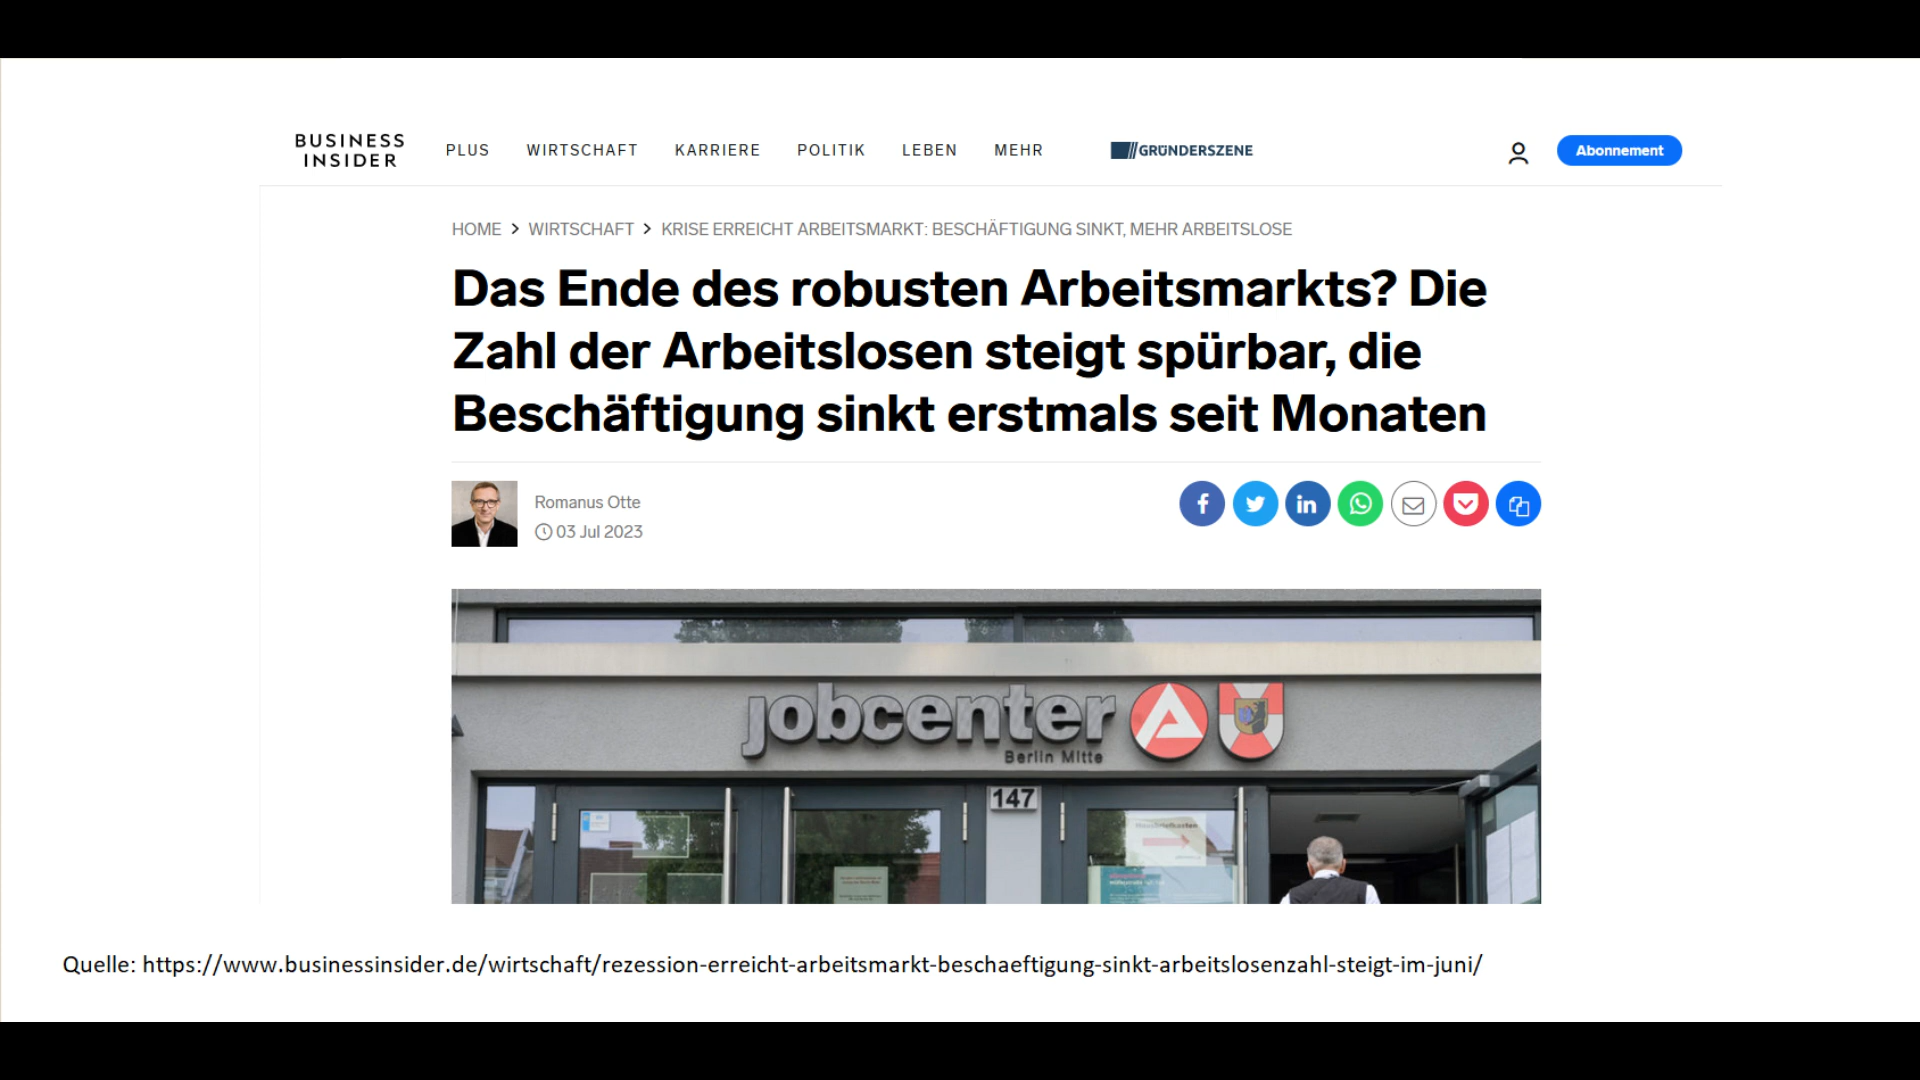 BUSINESS
INSIDER
PLUS WIRTSCHAFT KARRIERE POLITIK LEBEN MEHR GRÜNDERSZENE Abonnement
HOME > WIRTSCHAFT > KRISE ERREICHT ARBEITSMARKT: BESCHÄFTIGUNG SINKT, MEHR ARBEITSLOSE
Das Ende des robusten Arbeitsmarkts? Die
Zahl der Arbeitslosen steigt spürbar, die
Beschäftigung sinkt erstmals seit Monaten
Romanus Otte
03 Jul 2023
jobcenter
Berlin Mitte
147
Quelle: https://www.businessinsider.de/wirtschaft/rezession-erreicht-arbeitsmarkt-beschaeftigung-sinkt-arbeitslosenzahl-steigt-im-juni/